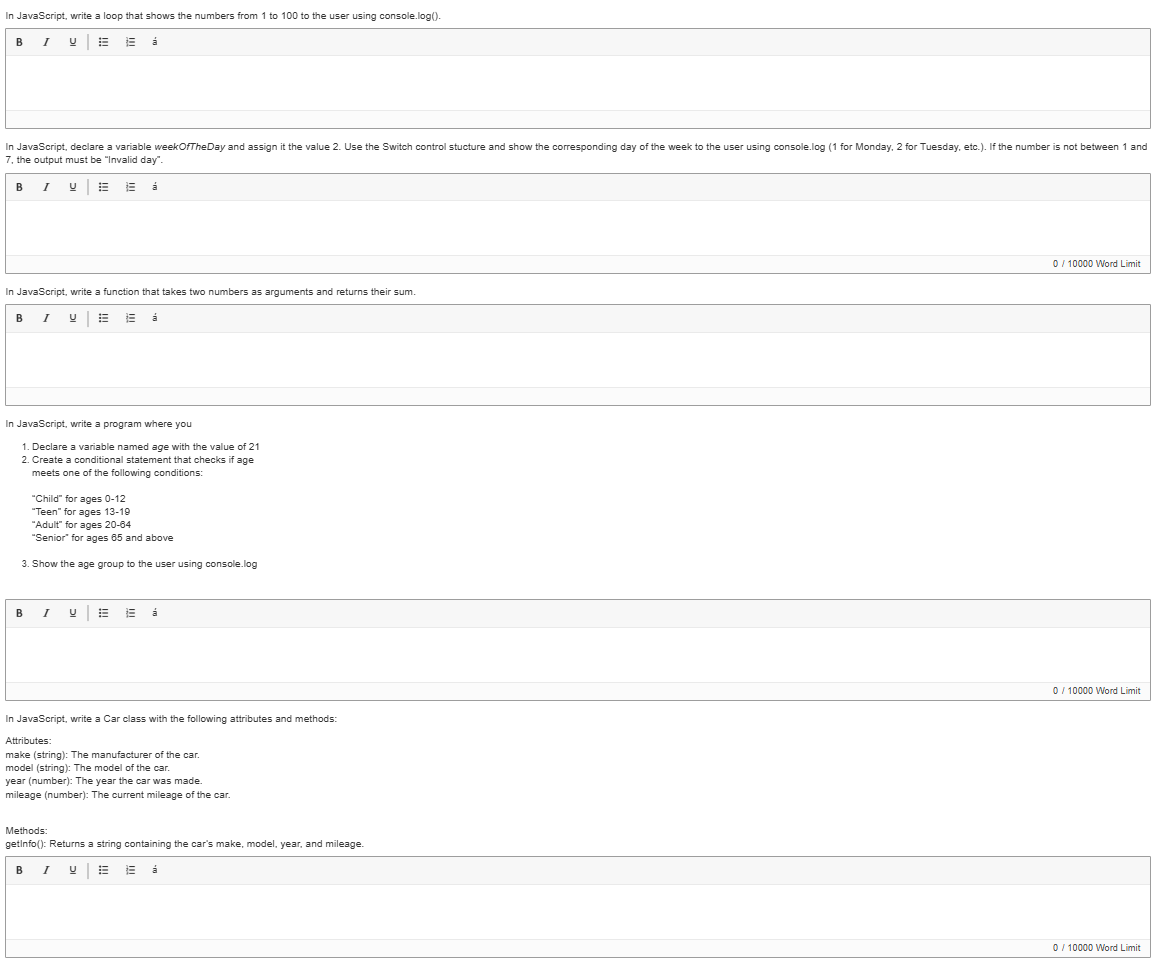 In JavaScript, write a loop that shows the numbers from 1 to 100 to the user using console.log().
B I U á
In JavaScript, declare a variable weekOfTheDay and assign it the value 2. Use the Switch control stucture and show the corresponding day of the week to the user using console.log (1 for Monday, 2 for Tuesday, etc.). If the number is not between 1 and
7, the output must be "Invalid day".
B I U á
0 / 10000 Word Limit
In JavaScript, write a function that takes two numbers as arguments and returns their sum.
B I U á
In JavaScript, write a program where you
1. Declare a variable named age with the value of 21
2. Create a conditional statement that checks if age
meets one of the following conditions:
"Child" for ages 0-12
"Teen" for ages 13-19
"Adult" for ages 20-64
"Senior" for ages 65 and above
3. Show the age group to the user using console.log
B I U á
0 / 10000 Word Limit
In JavaScript, write a Car class with the following attributes and methods:
Attributes:
make (string): The manufacturer of the car.
model (string): The model of the car.
year (number): The year the car was made.
mileage (number): The current mileage of the car.
Methods:
getInfo(): Returns a string containing the car's make, model, year, and mileage.
B I U á
0 / 10000 Word Limit